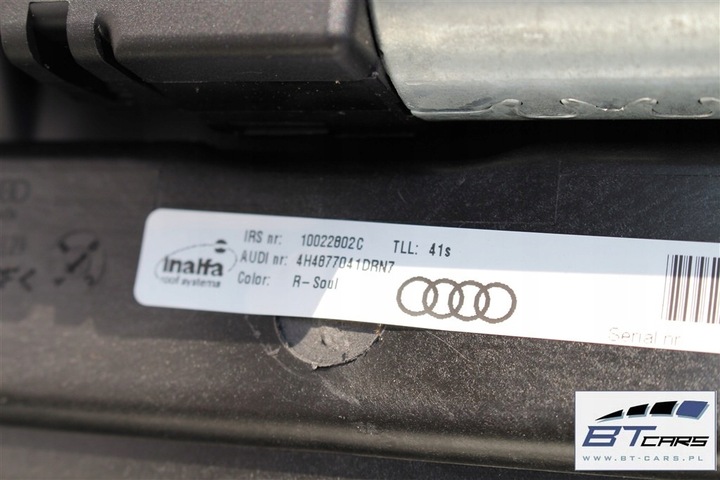 IRS nr: 10022802C TLL: 41s
inalfa
roof systems
AUDI nr: 4H4877041DRN7
Color: R-Soul
Serial nr
BT CARS
WWW.BT-CARS.PL